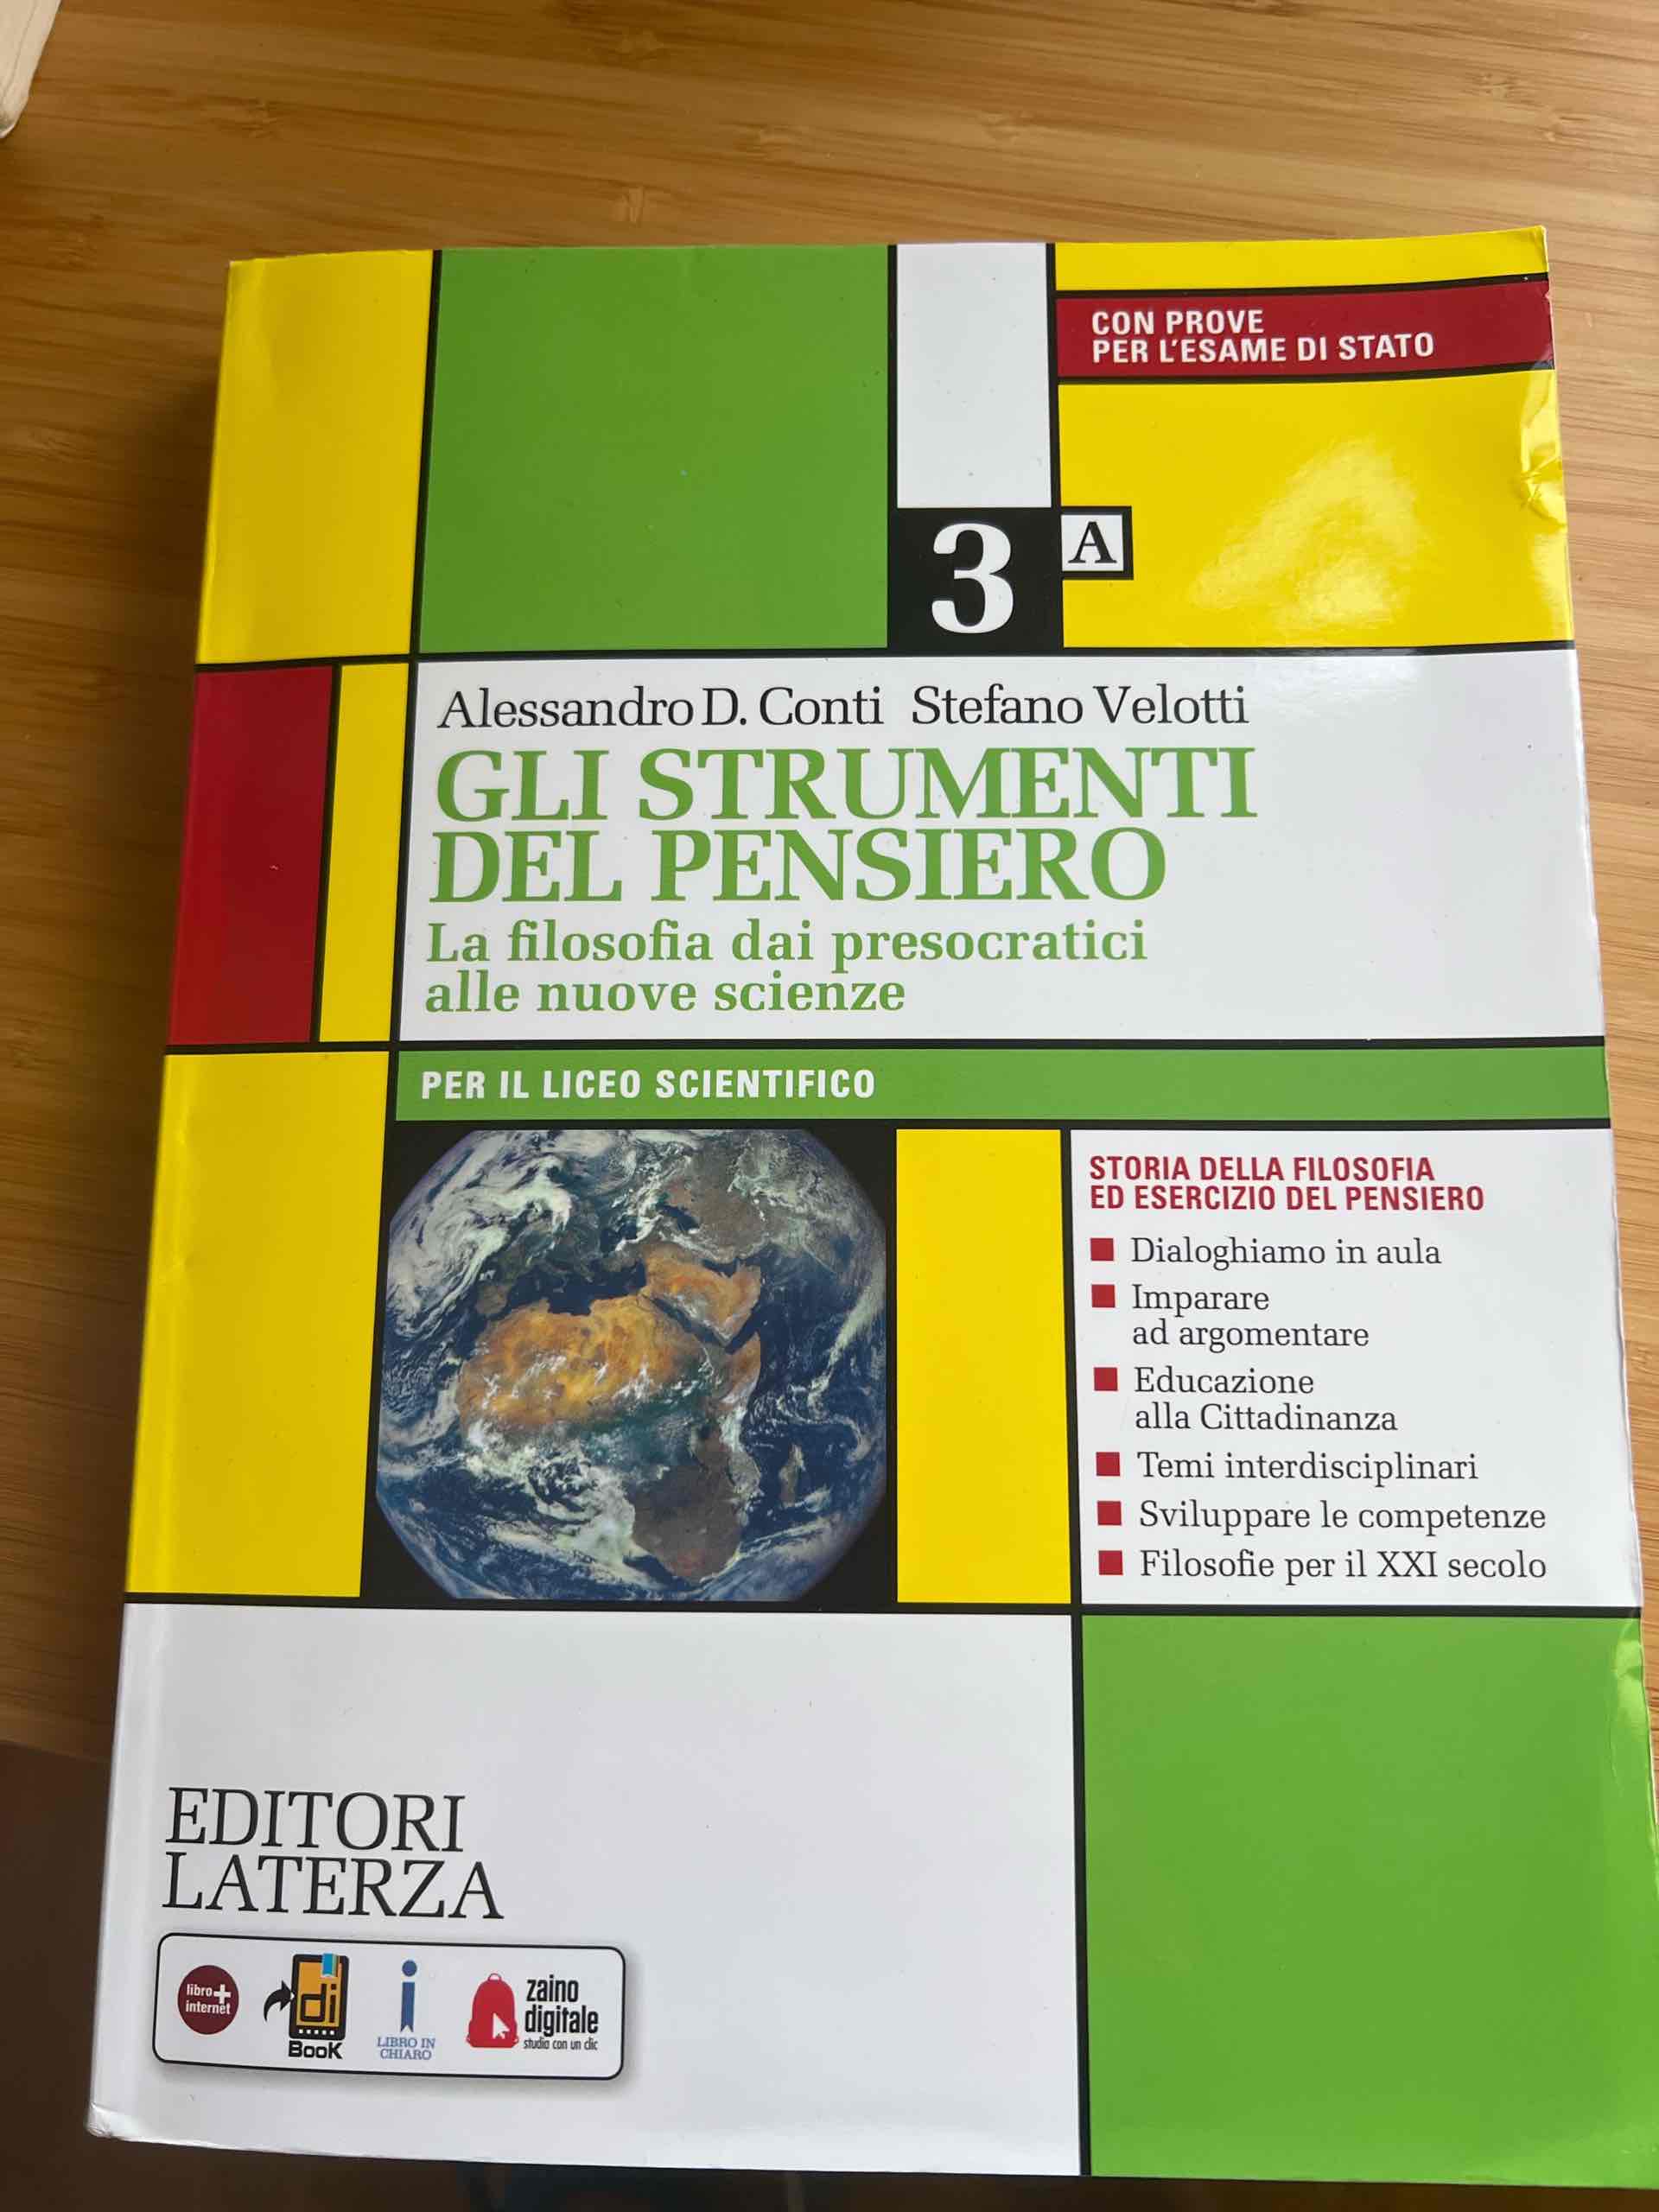 CON PROVE
PER L'ESAME DI STATO
3 A
Alessandro D. Conti Stefano Velotti
GLI STRUMENTI
DEL PENSIERO
La filosofia dai presocratici
alle nuove scienze
PER IL LICEO SCIENTIFICO
STORIA DELLA FILOSOFIA
ED ESERCIZIO DEL PENSIERO
Dialoghiamo in aula
Imparare
ad argomentare
Educazione
alla Cittadinanza
Temi interdisciplinari
Sviluppare le competenze
Filosofie per il XXI secolo
EDITORI
LATERZA
libro+
internet
di
BooK
i
LIBRO IN
CHIARO
zaino
digitale
studia con un clic